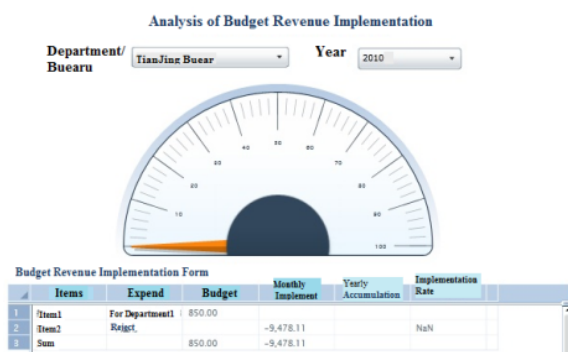 Analysis of Budget Revenue Implementation
Department/ Bueuru TianJing Buear Year 2010
50
40 60
30 70
20 80
10 90
100
Budget Revenue Implementation Form
Items Expend Budget Monthly Implement Yearly Accumulation Implementation Rate
1 Item1 For Department1 850.00
2 Item2 Reject. -9,478.11 NaN
3 Sum 850.00 -9,478.11